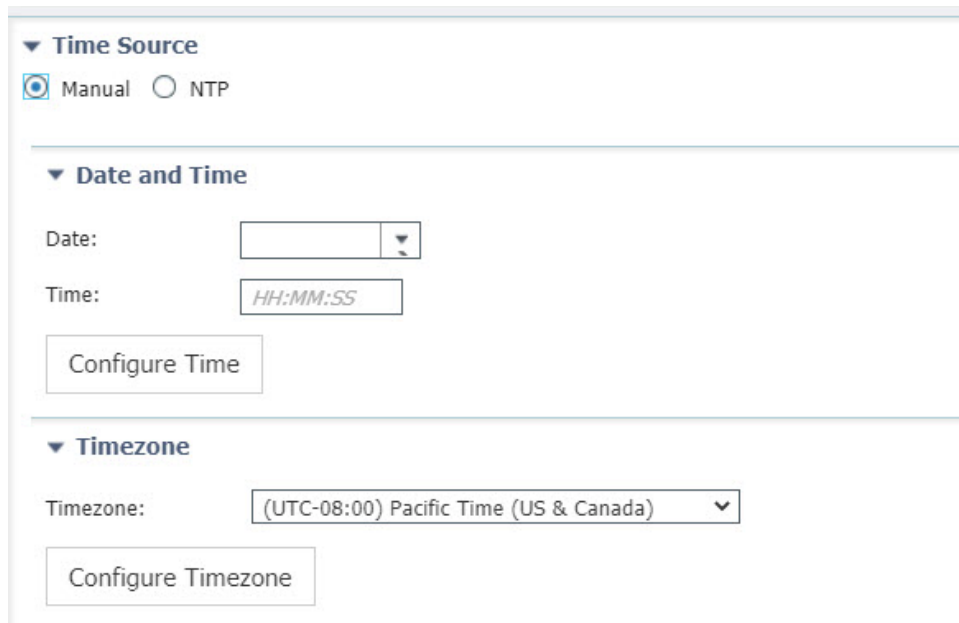 Time Source
Manual NTP
Date and Time
Date:
Time: HH:MM:SS
Configure Time
Timezone
Timezone: (UTC-08:00) Pacific Time (US & Canada)
Configure Timezone